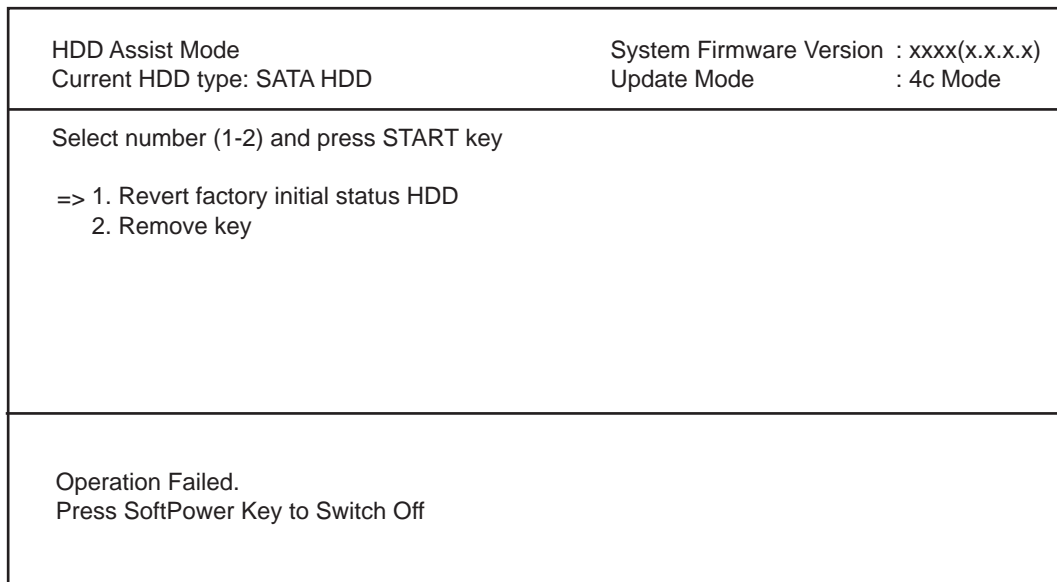 HDD Assist Mode
System Firmware Version : xxxx(x.x.x.x)
Current HDD type: SATA HDD
Update Mode : 4c Mode
Select number (1-2) and press START key
=> 1. Revert factory initial status HDD
2. Remove key
Operation Failed.
Press SoftPower Key to Switch Off